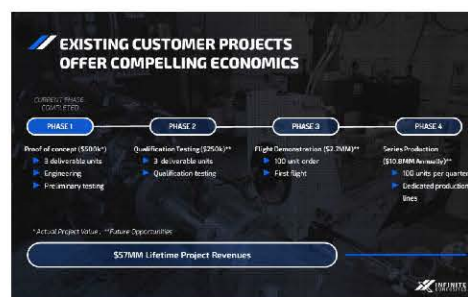 EXISTING CUSTOMER PROJECTS
OFFER COMPELLING ECONOMICS
CURRENT PHASE
COMPLETED
PHASE 1
PHASE 2
PHASE 3
PHASE 4
Proof of concept ($500k*)
3 deliverable units
Engineering
Preliminary testing
Qualification Testing ($250k)**
3 deliverable units
Qualification testing
Flight Demonstration ($2.2MM)**
100 unit order
First flight
Series Production
($10.8MM Annually)**
100 units per quarter
Dedicated production
lines
*Actual Project Value, **Future Opportunities
$57MM Lifetime Project Revenues
INFINITE
COMPOSITES